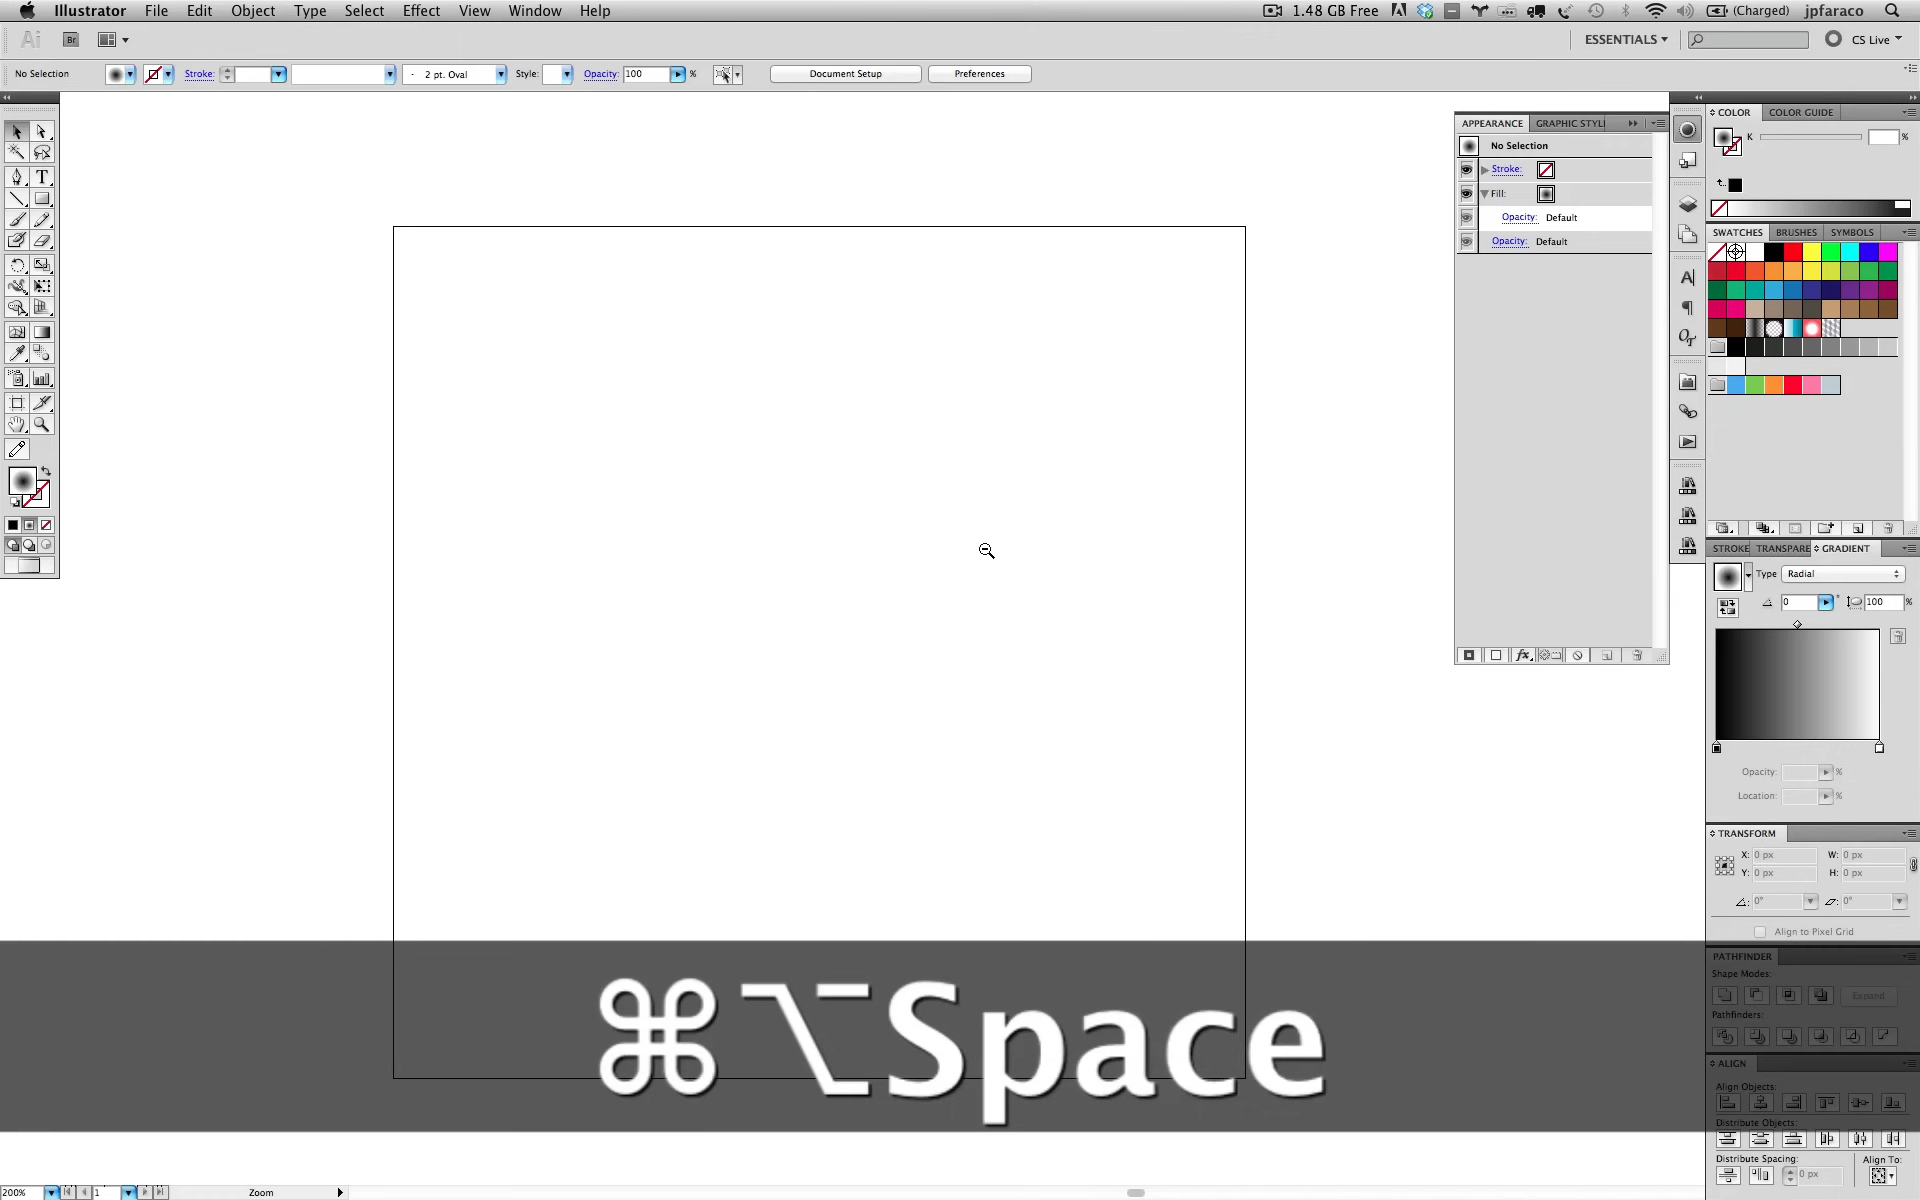 Illustrator File Edit Object Type Select Effect View Window Help 1.48 GB Free (Charged) jpfaraco
Ai Br ESSENTIALS CS Live
No Selection Stroke: 2 pt. Oval Style: Opacity: 100 % Document Setup Preferences
APPEARANCE GRAPHIC STYL
No Selection
Stroke:
Fill:
Opacity: Default
Opacity: Default
COLOR COLOR GUIDE
K %
SWATCHES BRUSHES SYMBOLS
STROKE TRANSPARE GRADIENT
Type Radial
0 ° 100 %
Opacity: %
Location: %
TRANSFORM
X: 0 px W: 0 px
Y: 0 px H: 0 px
0° 0°
Align to Pixel Grid
PATHFINDER
Shape Modes:
Expand
Pathfinders:
ALIGN
Align Objects:
Distribute Objects:
Distribute Spacing: Align To:
0 px
⌘⌥Space
200% 1 Zoom